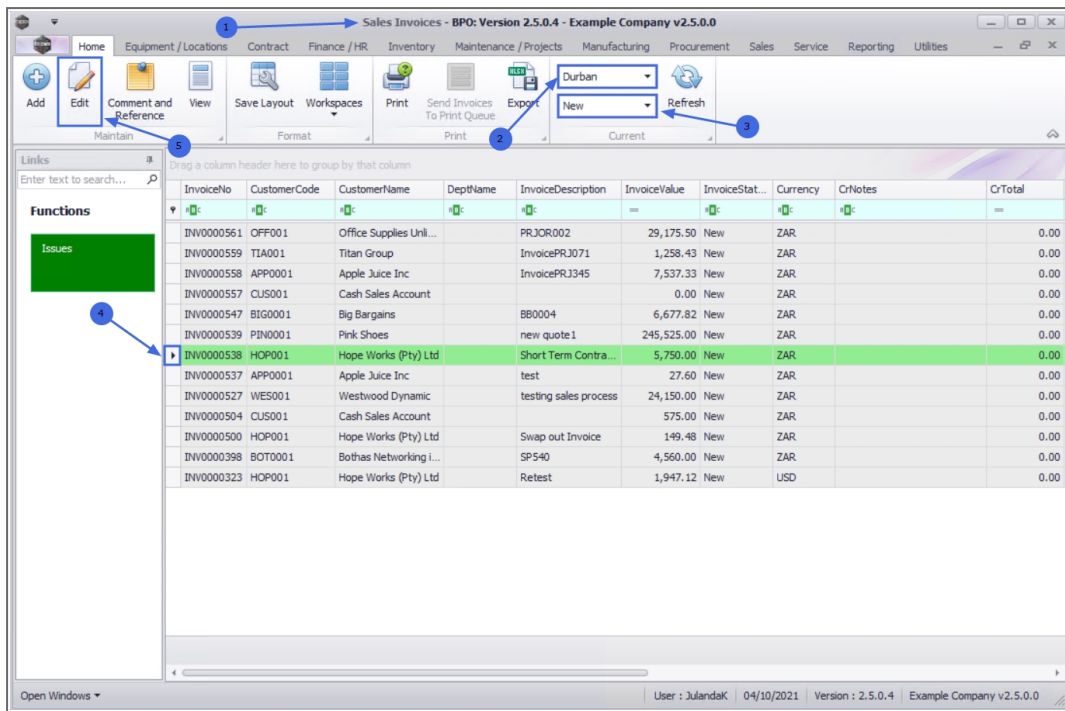 1
Sales Invoices - BPO: Version 2.5.0.4 - Example Company v2.5.0.0
Home Equipment / Locations Contract Finance / HR Inventory Maintenance / Projects Manufacturing Procurement Sales Service Reporting Utilities
Add Edit Comment and Reference View Save Layout Workspaces Print Send Invoices To Print Queue Export Durban New Refresh
Maintain Format Print Current
5 2 3
Links
Enter text to search...
Functions
Issues
4
Drag a column header here to group by that column
InvoiceNo CustomerCode CustomerName DeptName InvoiceDescription InvoiceValue InvoiceStat... Currency CrNotes CrTotal
INV0000561 OFF001 Office Supplies Unli... PRJOR002 29,175.50 New ZAR 0.00
INV0000559 TIA001 Titan Group InvoicePRJ071 1,258.43 New ZAR 0.00
INV0000558 APP0001 Apple Juice Inc InvoicePRJ345 7,537.33 New ZAR 0.00
INV0000557 CUS001 Cash Sales Account 0.00 New ZAR 0.00
INV0000547 BIG0001 Big Bargains BB0004 6,677.82 New ZAR 0.00
INV0000539 PIN0001 Pink Shoes new quote1 245,525.00 New ZAR 0.00
INV0000538 HOP001 Hope Works (Pty) Ltd Short Term Contra... 5,750.00 New ZAR 0.00
INV0000537 APP0001 Apple Juice Inc test 27.60 New ZAR 0.00
INV0000527 WES001 Westwood Dynamic testing sales process 24,150.00 New ZAR 0.00
INV0000504 CUS001 Cash Sales Account 575.00 New ZAR 0.00
INV0000500 HOP001 Hope Works (Pty) Ltd Swap out Invoice 149.48 New ZAR 0.00
INV0000398 BOT0001 Bothas Networking i... SP540 4,560.00 New ZAR 0.00
INV0000323 HOP001 Hope Works (Pty) Ltd Retest 1,947.12 New USD 0.00
Open Windows User : JulandaK 04/10/2021 Version : 2.5.0.4 Example Company v2.5.0.0